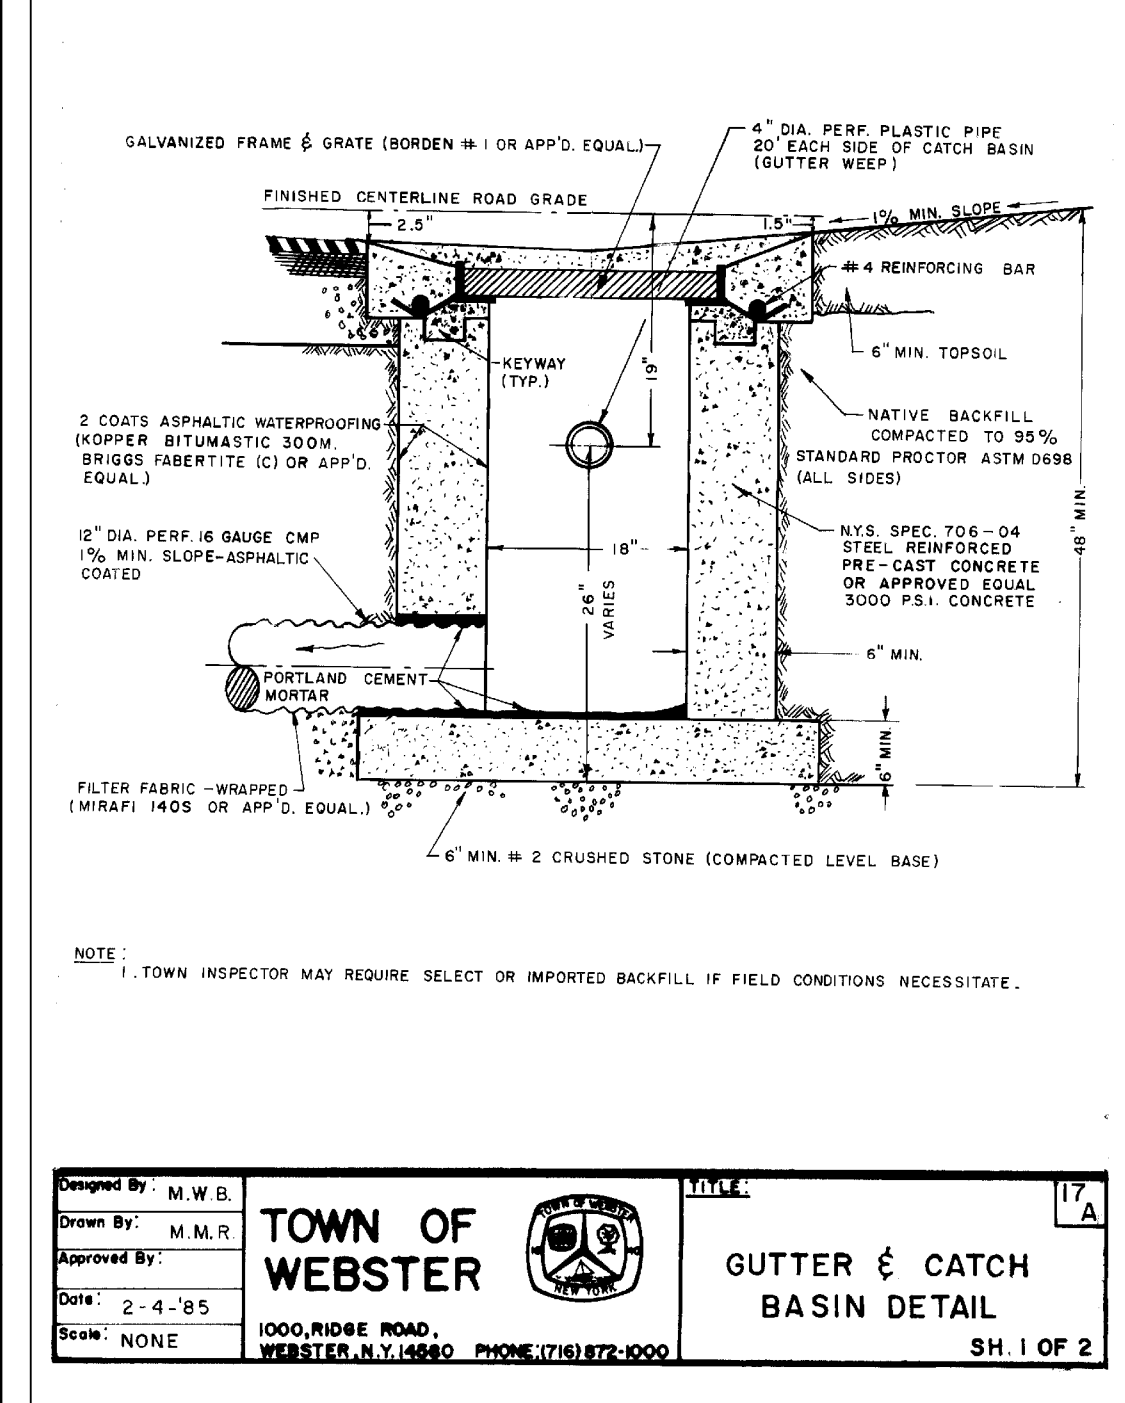 GALVANIZED FRAME & GRATE (BORDEN # 1 OR APP'D. EQUAL.)
4" DIA. PERF. PLASTIC PIPE
20' EACH SIDE OF CATCH BASIN
(GUTTER WEEP)
FINISHED CENTERLINE ROAD GRADE
2.5"
1.5"
1% MIN. SLOPE
# 4 REINFORCING BAR
6" MIN. TOPSOIL
KEYWAY
(TYP.)
19"
2 COATS ASPHALTIC WATERPROOFING
(KOPPER BITUMASTIC 300M,
BRIGGS FABERTITE (C) OR APP'D.
EQUAL.)
NATIVE BACKFILL
COMPACTED TO 95%
STANDARD PROCTOR ASTM D698
(ALL SIDES)
48" MIN.
12" DIA. PERF. 16 GAUGE CMP
1% MIN. SLOPE-ASPHALTIC
COATED
18"
N.Y.S. SPEC. 706-04
STEEL REINFORCED
PRE-CAST CONCRETE
OR APPROVED EQUAL
3000 P.S.I. CONCRETE
26"
VARIES
6" MIN.
PORTLAND CEMENT
MORTAR
6" MIN.
FILTER FABRIC -WRAPPED
(MIRAFI 140S OR APP'D. EQUAL.)
6" MIN. # 2 CRUSHED STONE (COMPACTED LEVEL BASE)
NOTE :
1. TOWN INSPECTOR MAY REQUIRE SELECT OR IMPORTED BACKFILL IF FIELD CONDITIONS NECESSITATE.
Designed By: M.W.B.
Drawn By: M.M.R.
Approved By:
Date: 2-4-'85
Scale: NONE
TOWN OF
WEBSTER
1000, RIDGE ROAD,
WEBSTER, N.Y. 14580 PHONE:(716) 872-1000
TOWN OF WEBSTER
18 40
NEW YORK
TITLE:
17
A
GUTTER & CATCH
BASIN DETAIL
SH. 1 OF 2